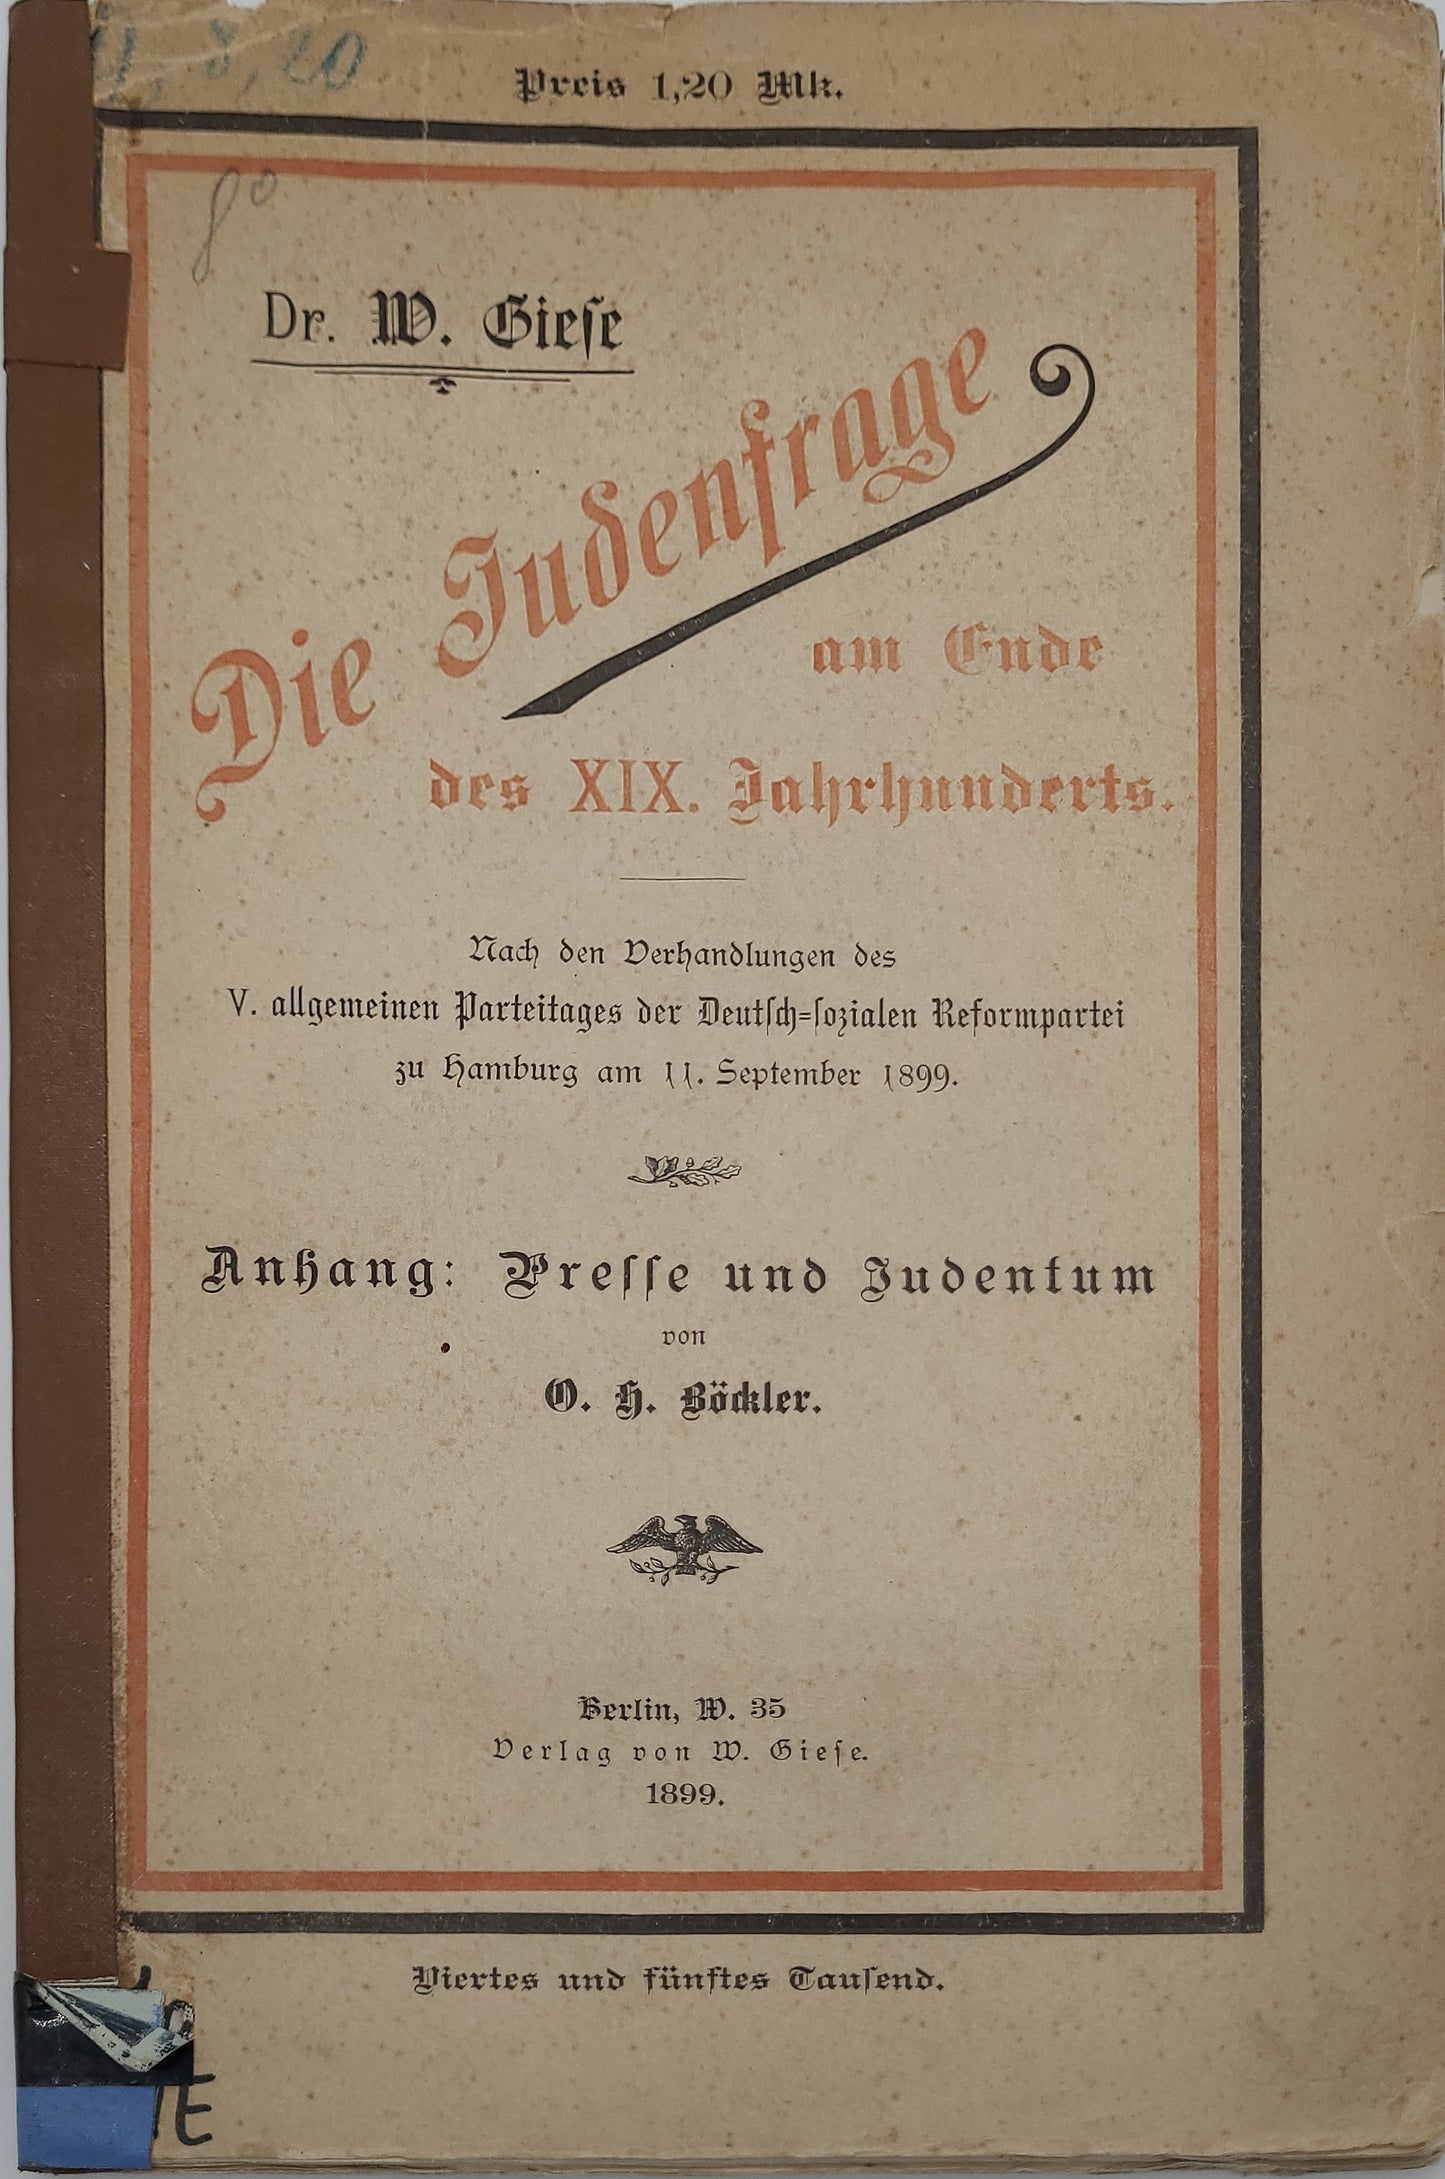 Preis 1,20 Mk.
Dr. W. Gieſe
Die Judenfrage
am Ende
des XIX. Jahrhunderts.
Nach den Verhandlungen des
V. allgemeinen Parteitages der Deutſch=ſozialen Reformpartei
zu Hamburg am 11. September 1899.
Anhang: Preſſe und Judentum
von
O. H. Böckler.
Berlin, W. 35
Verlag von W. Gieſe.
1899.
Viertes und fünftes Tauſend.